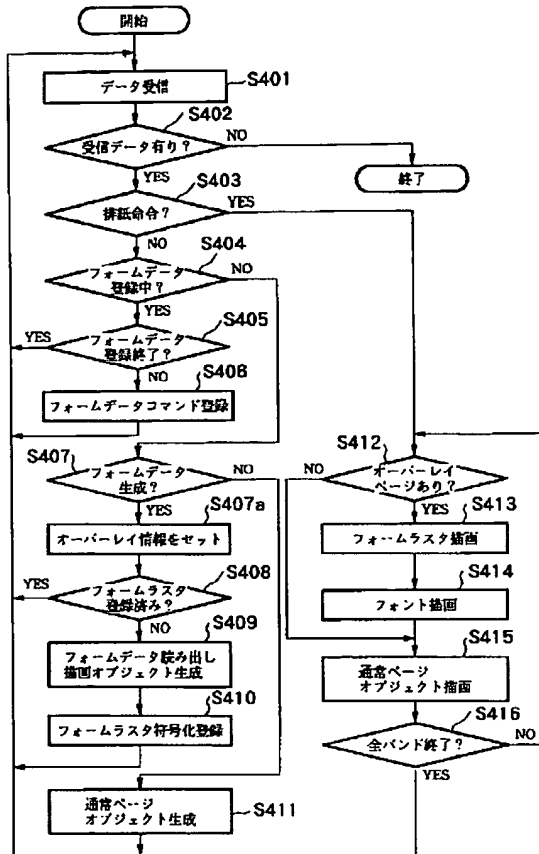 開始
データ受信
S401
受信データ有り？
S402
NO
YES
終了
排紙命令？
S403
YES
NO
フォームデータ
登録中？
S404
NO
YES
フォームデータ
登録終了？
S405
YES
NO
フォームデータコマンド登録
S406
S407
フォームデータ
生成？
NO
YES
オーバーレイ情報をセット
S407a
フォームラスタ
登録済み？
S408
YES
NO
フォームデータ読み出し
描画オブジェクト生成
S409
フォームラスタ符号化登録
S410
通常ページ
オブジェクト生成
S411
S412
オーバーレイ
ページあり？
NO
YES
フォームラスタ描画
S413
フォント描画
S414
通常ページ
オブジェクト描画
S415
全バンド終了？
S416
NO
YES